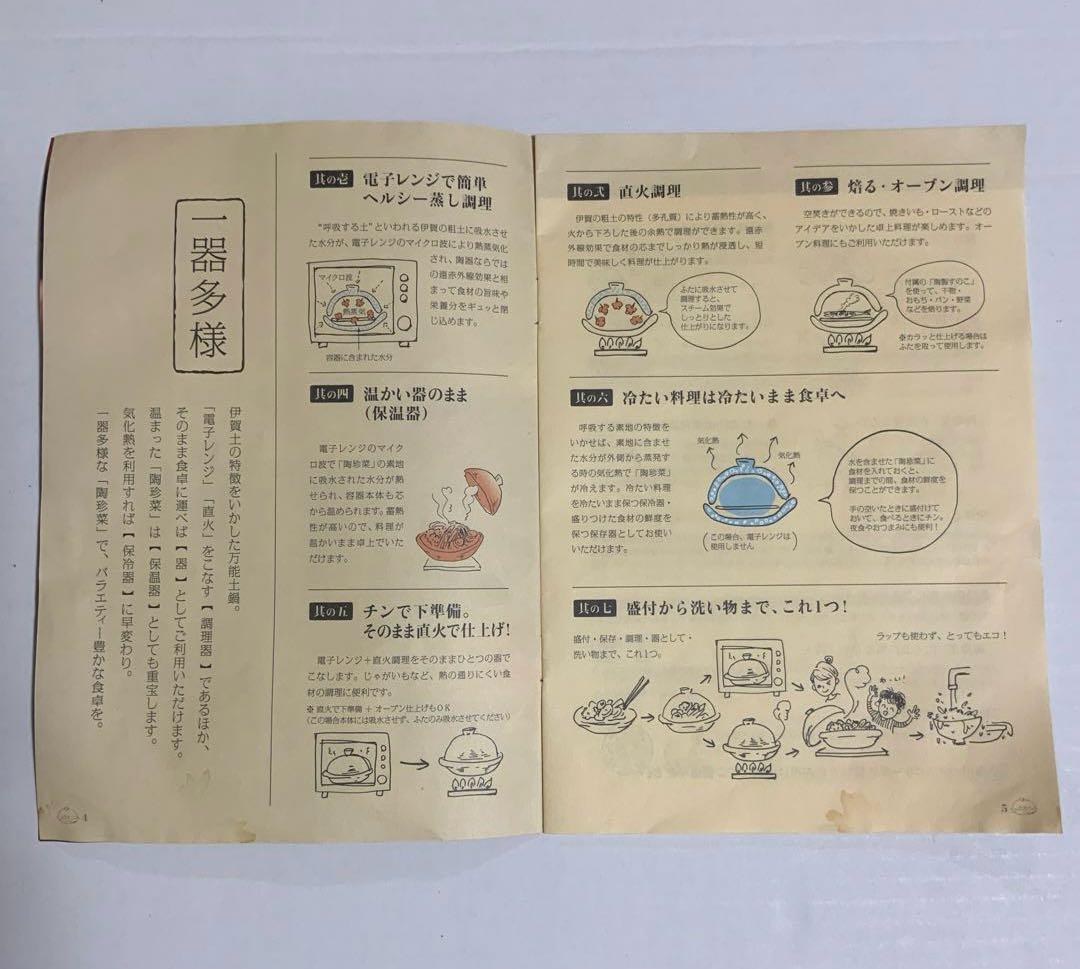 一器多様
伊賀土の特徴をいかした万能土鍋。
「電子レンジ」「直火」をこなす【調理器】であるほか、
そのまま食卓に運べば【器】としてご利用いただけます。
温まった「陶珍菜」は【保温器】としても重宝します。
気化熱を利用すれば【保冷器】に早変わり。
一器多様な「陶珍菜」で、バラエティー豊かな食卓を。
4
其の壱
電子レンジで簡単
ヘルシー蒸し調理
“呼吸する土”といわれる伊賀の粗土に吸水させ
た水分が、電子レンジのマイクロ波により熱蒸気化
され、陶器ならでは
の遠赤外線効果と相
まって食材の旨味や
栄養分をギュッと閉
じ込めます。
マイクロ波
熱蒸気
容器に含まれた水分
其の四
温かい器のまま
(保温器)
電子レンジのマイク
ロ波で「陶珍菜」の素地
に吸水された水分が熱
せられ、容器本体も芯
から温められます。蓄熱
性が高いので、料理が
温かいまま卓上でいた
だけます。
其の五
チンで下準備。
そのまま直火で仕上げ!
電子レンジ+直火調理をそのままひとつの器で
こなします。じゃがいもなど、熱の通りにくい食
材の調理に便利です。
※直火で下準備 + オーブン仕上げもOK
(この場合本体には吸水させず、ふたのみ吸水させてください)
其の弐
直火調理
伊賀の粗土の特性(多孔質)により蓄熱性が高く、
火から下ろした後の余熱で調理ができます。遠赤
外線効果で食材の芯までしっかり熱が浸透し、短
時間で美味しく料理が仕上がります。
ふたに吸水させて
調理すると、
スチーム効果で
しっとりとした
仕上がりになります。
其の参
焙る・オーブン調理
空焚きができるので、焼きいも・ローストなどの
アイデアをいかした卓上料理が楽しめます。オー
ブン料理にもご利用いただけます。
付属の「陶製すのこ」
を使って、干物・
おもち・パン・野菜
などを焙ります。
※カラッと仕上げる場合は
ふたを取って使用します。
其の六
冷たい料理は冷たいまま食卓へ
呼吸する素地の特徴を
いかせば、素地に含ませ
た水分が外側から蒸発す
る時の気化熱で「陶珍菜」
が冷えます。冷たい料理
を冷たいまま保つ保冷器・
盛りつけた食材の鮮度を
保つ保存器としてお使い
いただけます。
気化熱
気化熱
(この場合、電子レンジは
使用しません)
水を含ませた「陶珍菜」に
食材を入れておくと、
調理までの間、食材の鮮度を
保つことができます。
手の空いたときに盛付けて
おいて、食べるときにチン。
夜食やおつまみにも便利!
其の七
盛付から洗い物まで、これ1つ!
盛付・保存・調理・器として・
洗い物まで、これ1つ。
ラップも使わず、とってもエコ!
わーい!
5